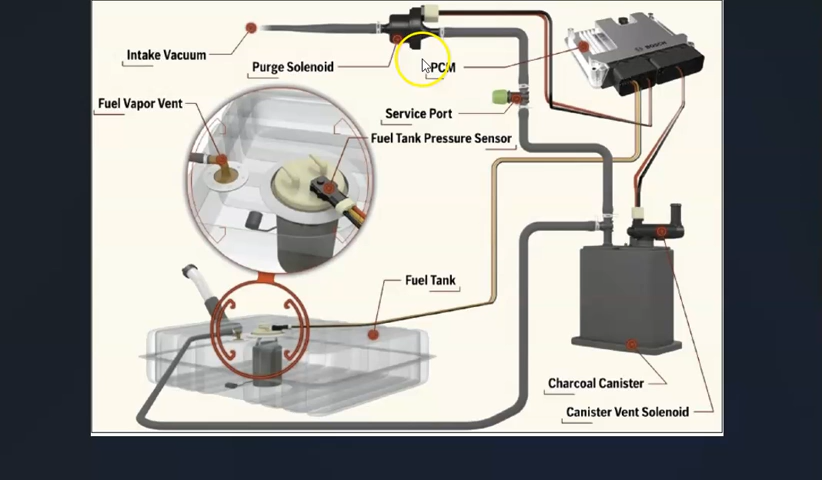 Intake Vacuum
Purge Solenoid
PCM
BOSCH
Fuel Vapor Vent
Service Port
Fuel Tank Pressure Sensor
Fuel Tank
Charcoal Canister
Canister Vent Solenoid